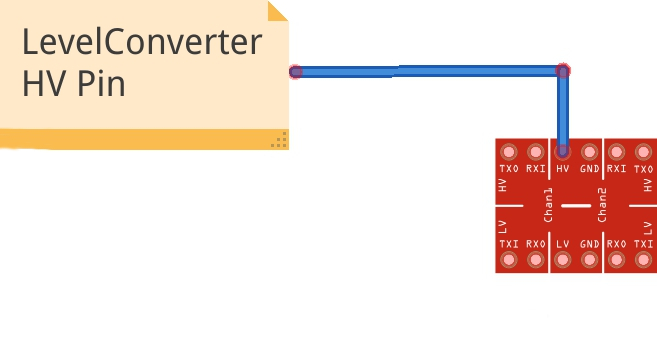 LevelConverter
HV Pin
TXO RXI HV GND RXI TXO
HV Chan1 Chan2 HV
LV LV
TXI RXO LV GND RXO TXI